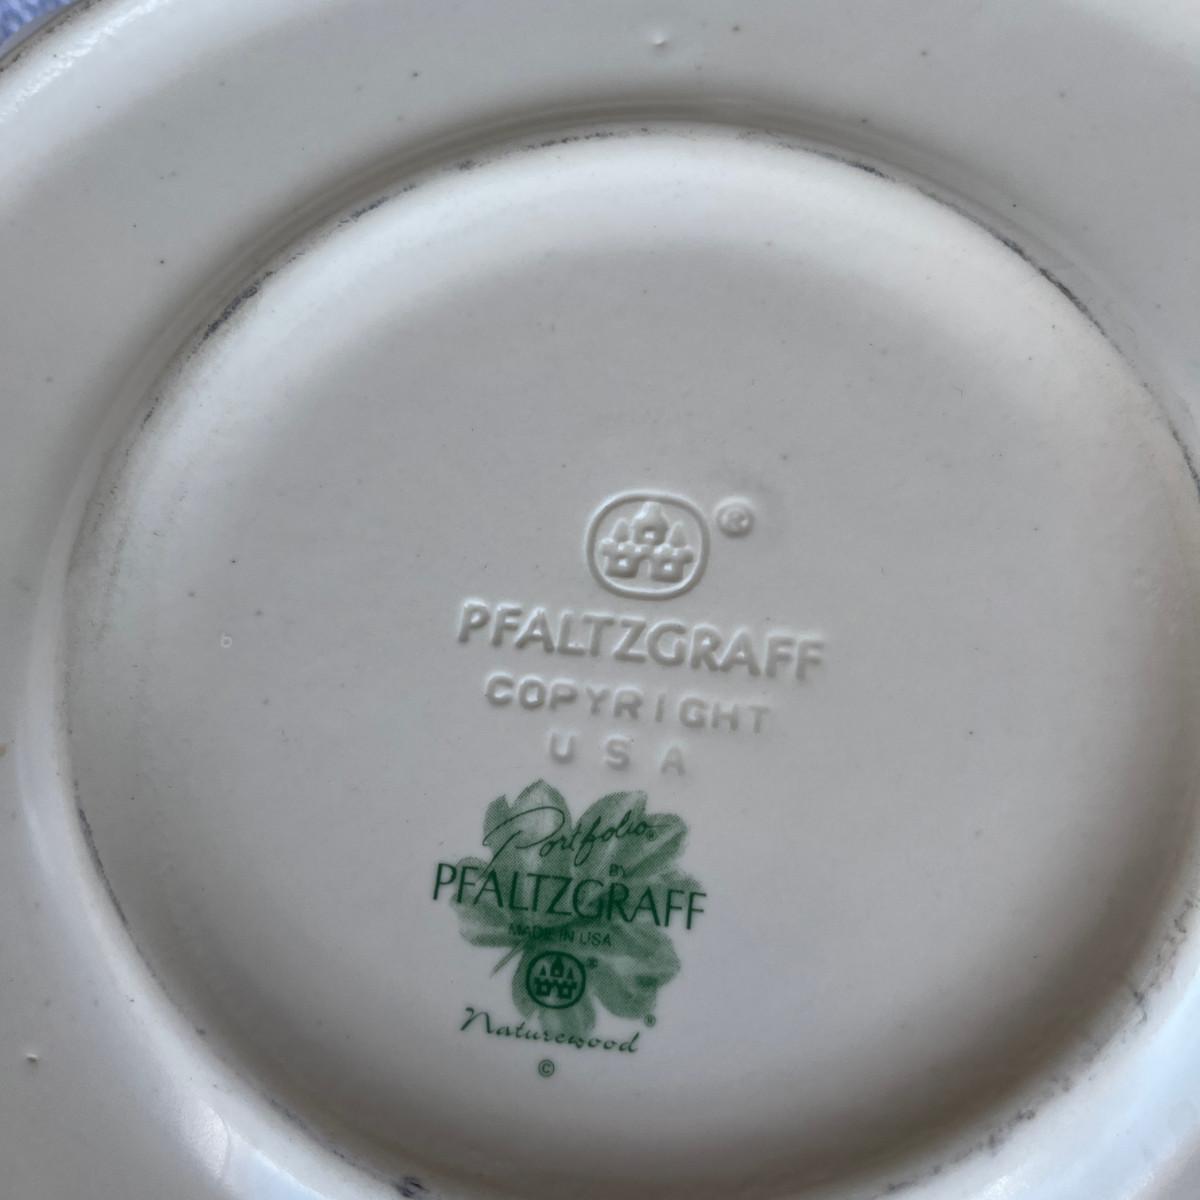 ®
PFALTZGRAFF
COPYRIGHT
USA
Portfolio®
BY
PFALTZGRAFF
MADE IN USA
®
Naturewood®
©